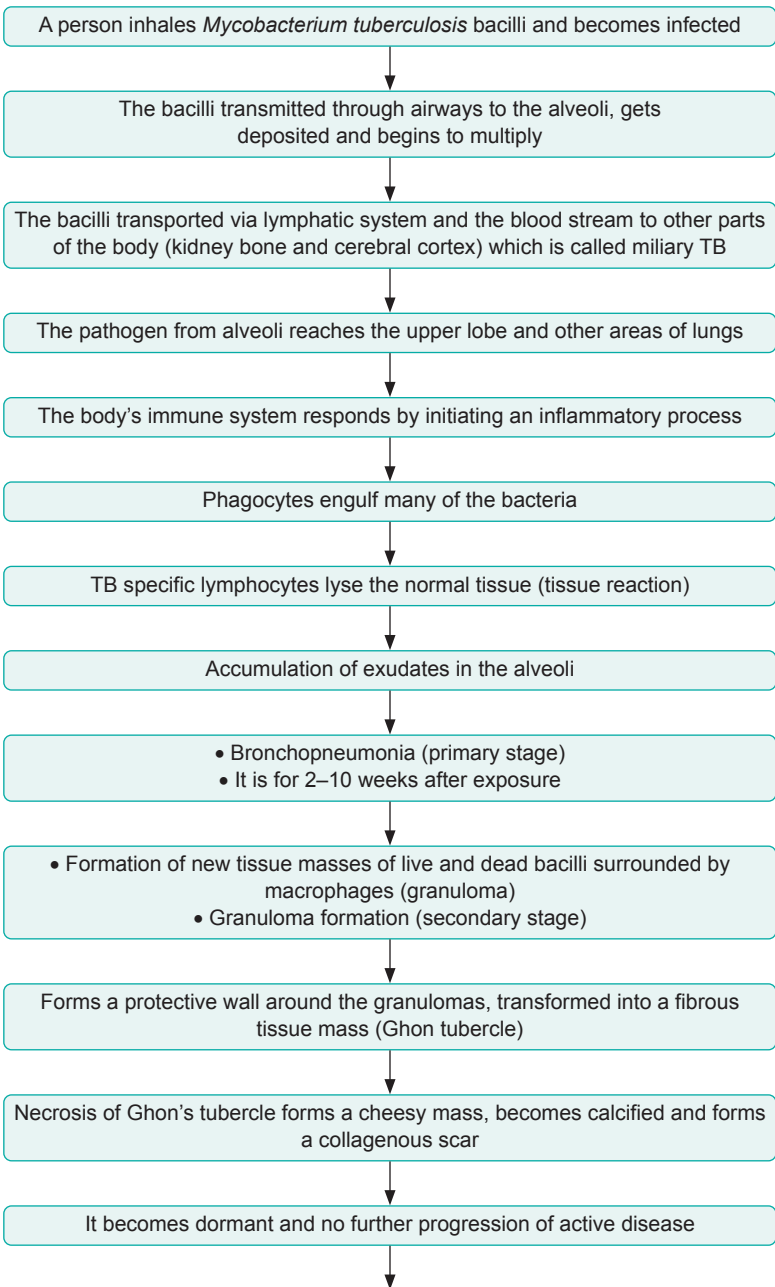 A person inhales Mycobacterium tuberculosis bacilli and becomes infected
The bacilli transmitted through airways to the alveoli, gets
deposited and begins to multiply
The bacilli transported via lymphatic system and the blood stream to other parts
of the body (kidney bone and cerebral cortex) which is called miliary TB
The pathogen from alveoli reaches the upper lobe and other areas of lungs
The body’s immune system responds by initiating an inflammatory process
Phagocytes engulf many of the bacteria
TB specific lymphocytes lyse the normal tissue (tissue reaction)
Accumulation of exudates in the alveoli
• Bronchopneumonia (primary stage)
• It is for 2–10 weeks after exposure
• Formation of new tissue masses of live and dead bacilli surrounded by
macrophages (granuloma)
• Granuloma formation (secondary stage)
Forms a protective wall around the granulomas, transformed into a fibrous
tissue mass (Ghon tubercle)
Necrosis of Ghon’s tubercle forms a cheesy mass, becomes calcified and forms
a collagenous scar
It becomes dormant and no further progression of active disease